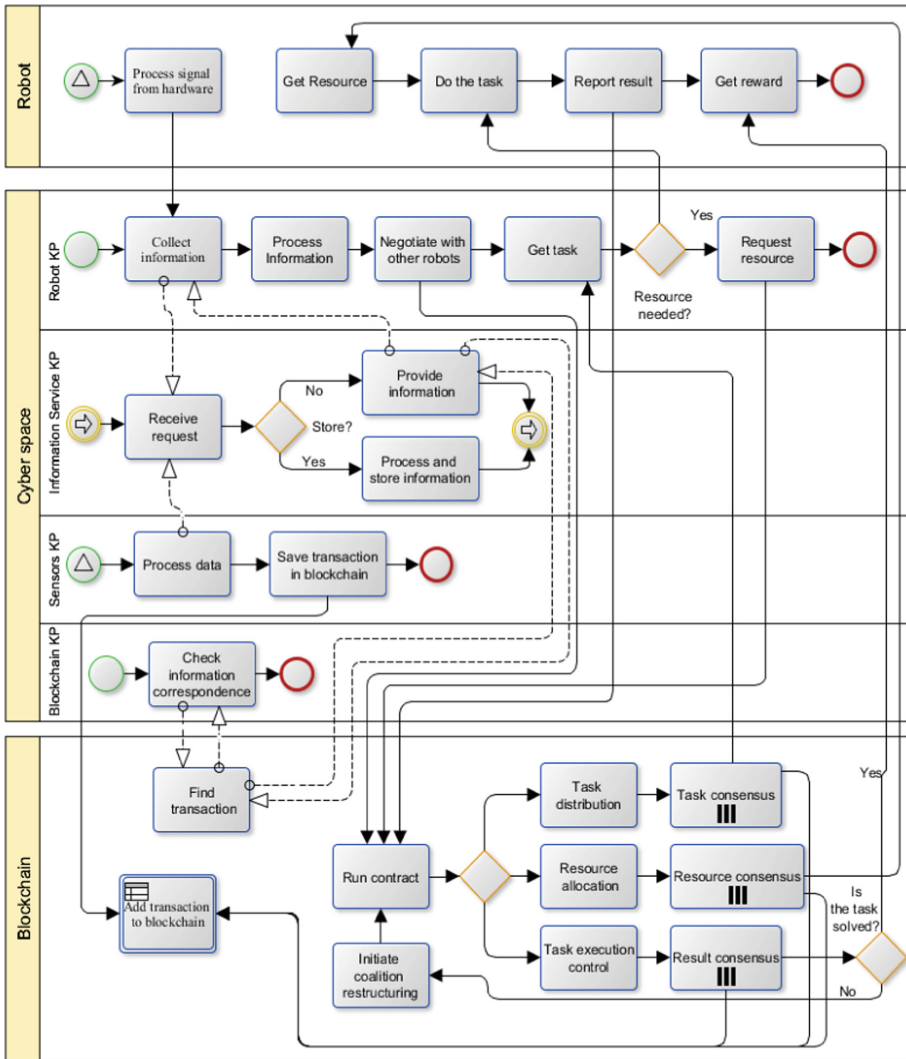 Robot
Process signal
from hardware
Get Resource
Do the task
Report result
Get reward
Cyber space
Robot KP
Collect
information
Process
Information
Negotiate with
other robots
Get task
Yes
Resource
needed?
Request
resource
Information Service KP
Receive
request
No
Store?
Yes
Provide
information
Process and
store information
Sensors KP
Process data
Save transaction
in blockchain
Blockchain KP
Check
information
correspondence
Blockchain
Find
transaction
Add transaction
to blockchain
Run contract
Initiate
coalition
restructuring
Task
distribution
Task consensus
Resource
allocation
Resource consensus
Task execution
control
Result consensus
Yes
Is
the task
solved?
No